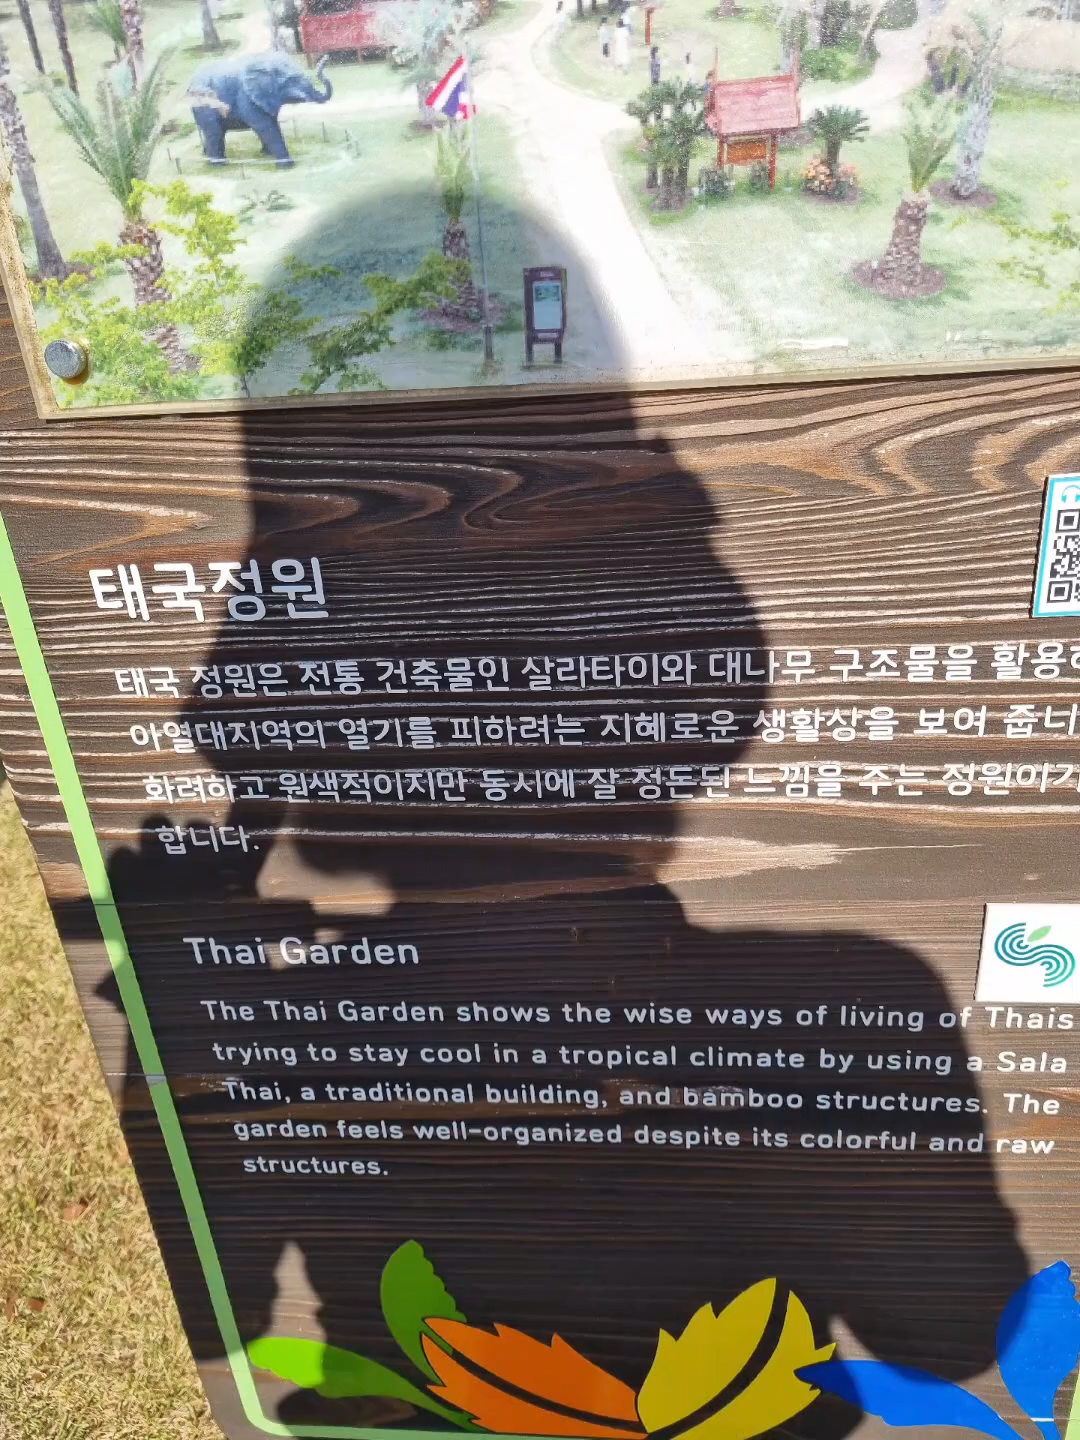 태국정원
태국 정원은 전통 건축물인 살라타이와 대나무 구조물을 활용하
아열대지역의 열기를 피하려는 지혜로운 생활상을 보여 줍니
화려하고 원색적이지만 동시에 잘 정돈된 느낌을 주는 정원이기
합니다.
Thai Garden
The Thai Garden shows the wise ways of living of Thais
trying to stay cool in a tropical climate by using a Sala
Thai, a traditional building, and bamboo structures. The
garden feels well-organized despite its colorful and raw
structures.